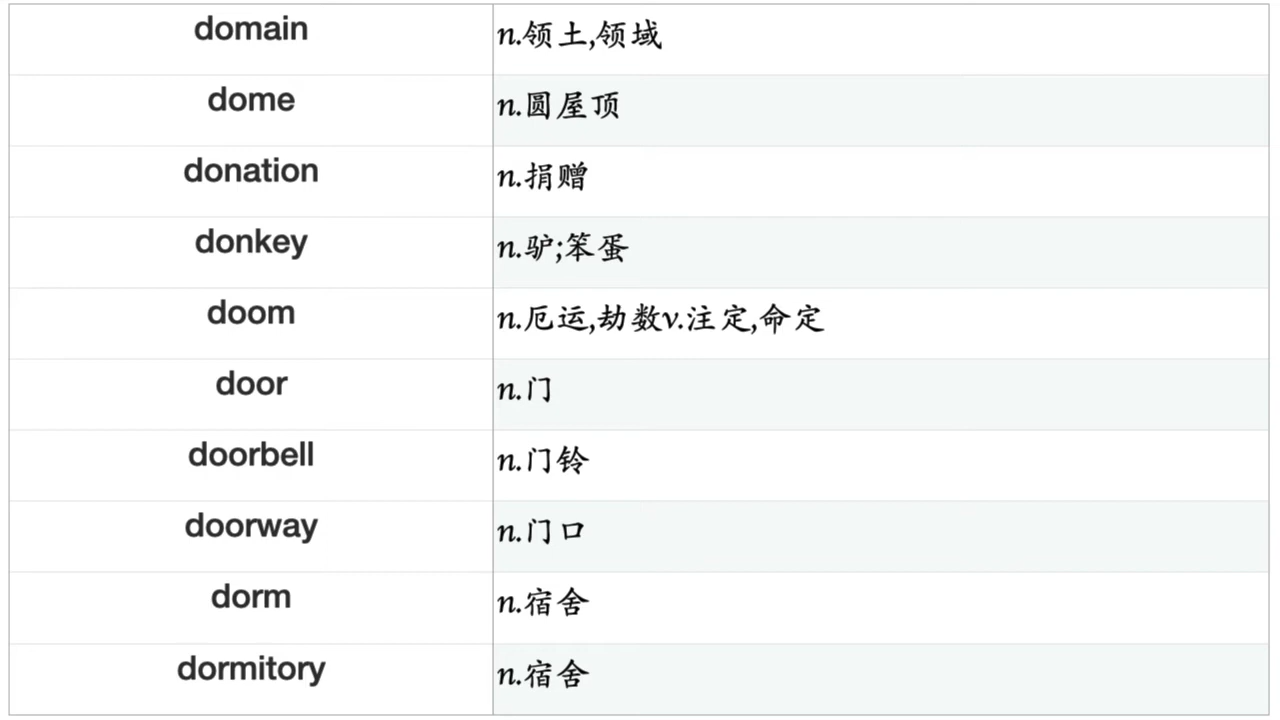 domain n.领土,领域
dome n.圆屋顶
donation n.捐赠
donkey n.驴;笨蛋
doom n.厄运,劫数v.注定,命定
door n.门
doorbell n.门铃
doorway n.门口
dorm n.宿舍
dormitory n.宿舍